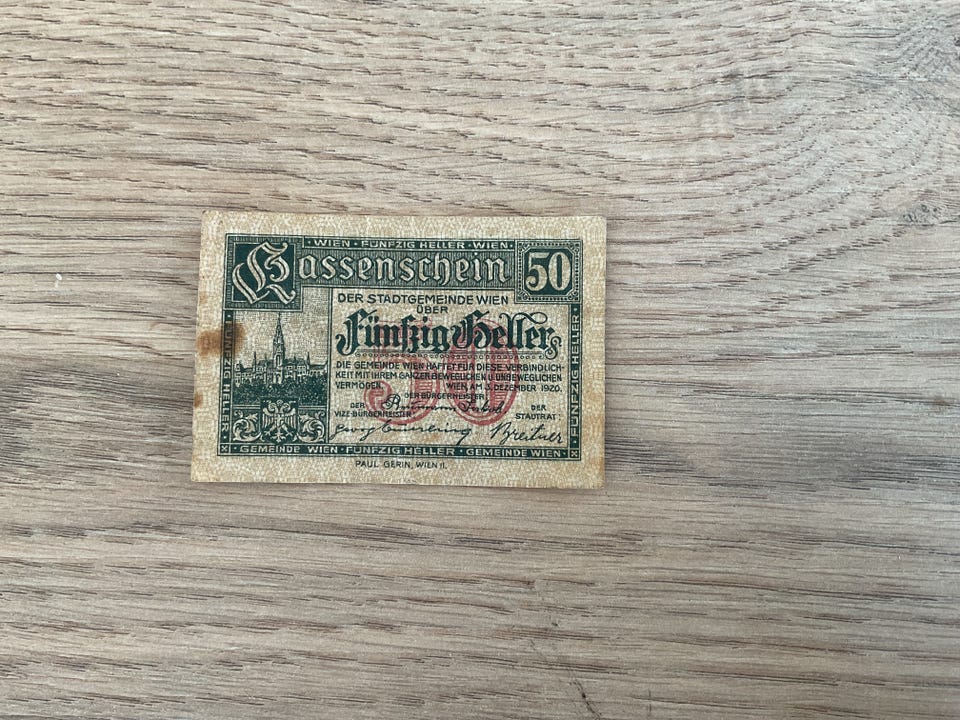 · WIEN · FÜNFZIG HELLER · WIEN ·
Kassenschein 50
DER STADTGEMEINDE WIEN
ÜBER
Fünfzig Heller
50
DIE GEMEINDE WIEN HAFTET FÜR DIESE VERBINDLICH-
KEIT MIT IHREM GANZEN BEWEGLICHEN U. UNBEWEGLICHEN
VERMÖGEN. WIEN, AM 3. DEZEMBER 1920.
DER BÜRGERMEISTER:
DER
VIZE-BÜRGERMEISTER:
DER
STADTRAT:
Breitner
· FÜNFZIG HELLER ·
· FÜNFZIG HELLER ·
· GEMEINDE WIEN · FÜNFZIG HELLER · GEMEINDE WIEN ·
PAUL GERIN, WIEN II.